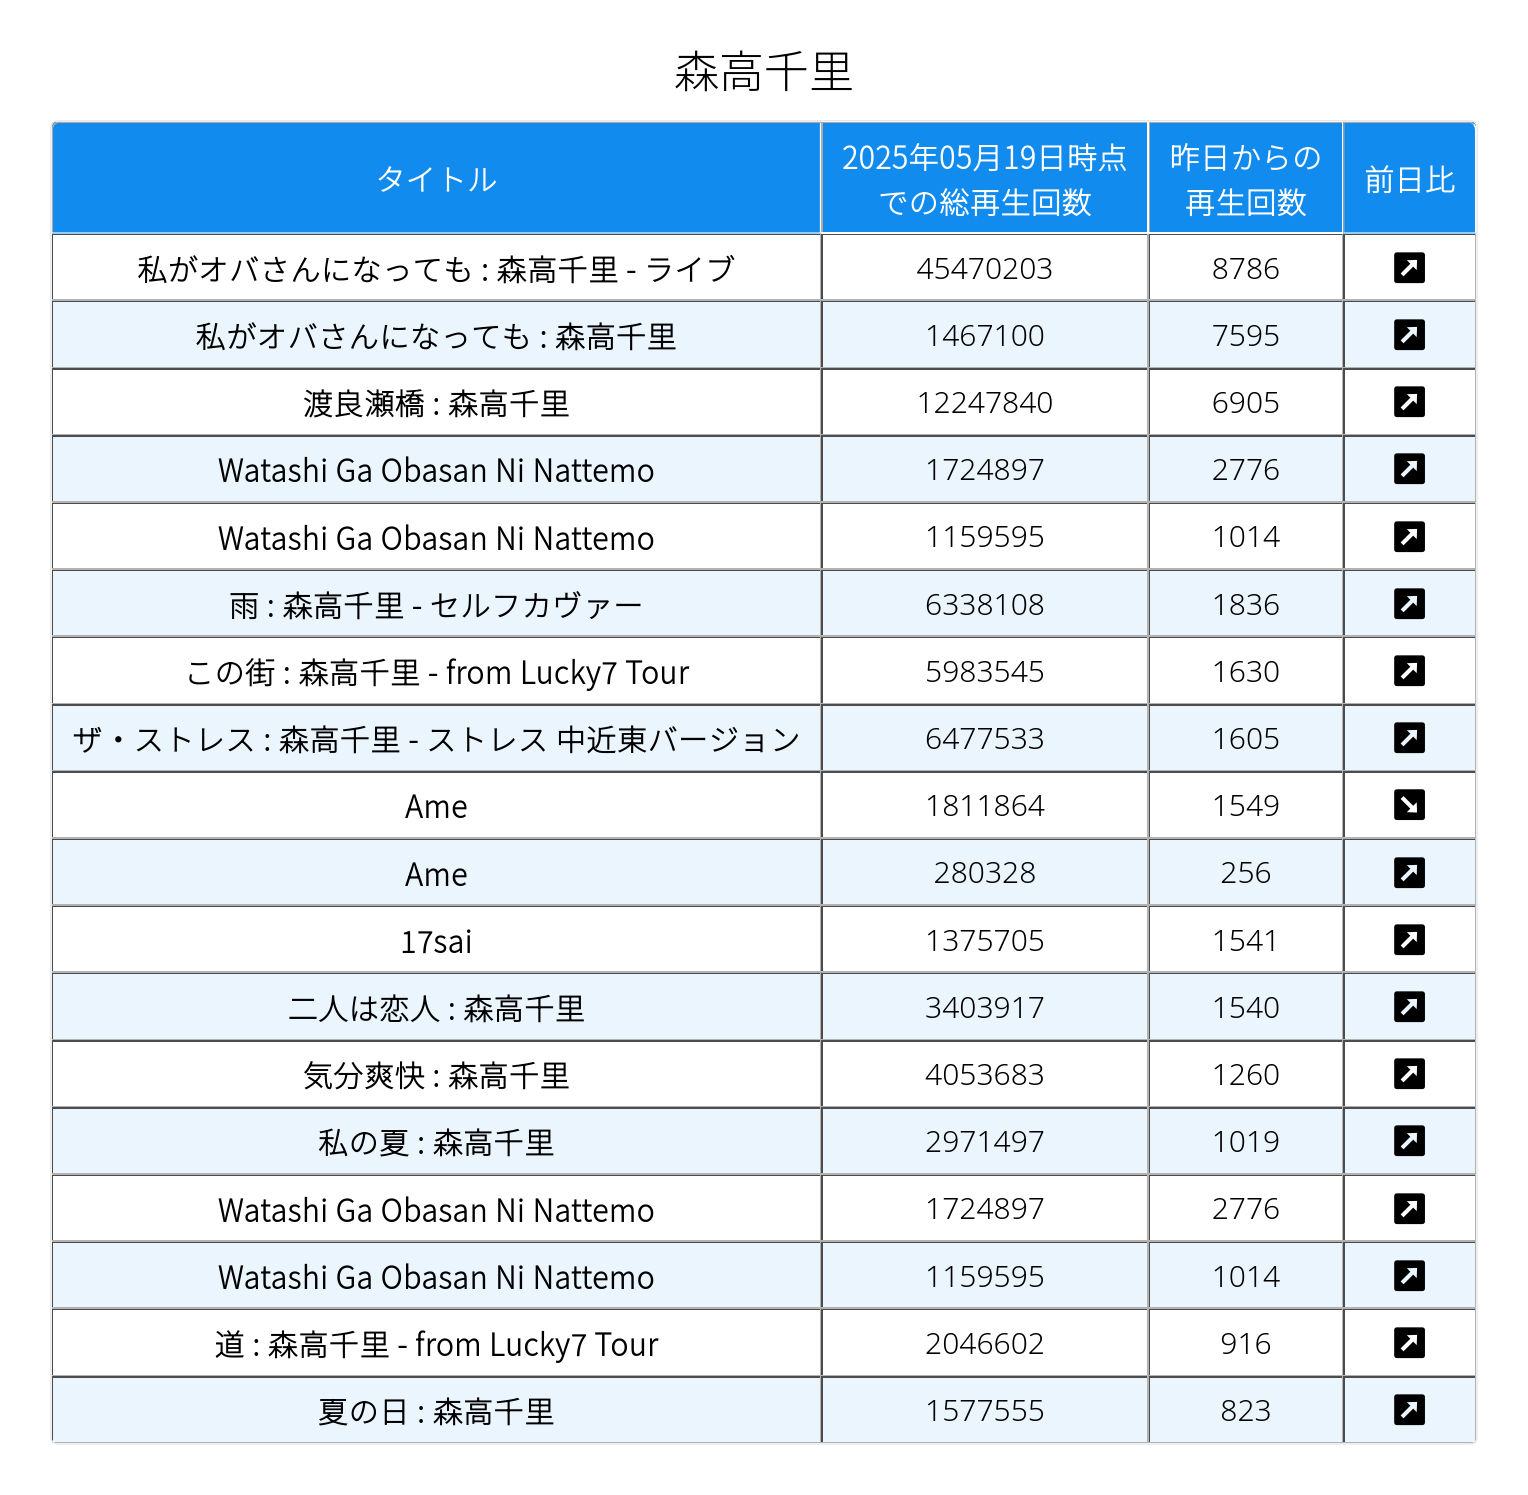 森高千里
タイトル 2025年05月19日時点での総再生回数 昨日からの再生回数 前日比
私がオバさんになっても : 森高千里 - ライブ 45470203 8786 ↗
私がオバさんになっても : 森高千里 1467100 7595 ↗
渡良瀬橋 : 森高千里 12247840 6905 ↗
Watashi Ga Obasan Ni Nattemo 1724897 2776 ↗
Watashi Ga Obasan Ni Nattemo 1159595 1014 ↗
雨 : 森高千里 - セルフカヴァー 6338108 1836 ↗
この街 : 森高千里 - from Lucky7 Tour 5983545 1630 ↗
ザ・ストレス : 森高千里 - ストレス 中近東バージョン 6477533 1605 ↗
Ame 1811864 1549 ↘
Ame 280328 256 ↗
17sai 1375705 1541 ↗
二人は恋人 : 森高千里 3403917 1540 ↗
気分爽快 : 森高千里 4053683 1260 ↗
私の夏 : 森高千里 2971497 1019 ↗
Watashi Ga Obasan Ni Nattemo 1724897 2776 ↗
Watashi Ga Obasan Ni Nattemo 1159595 1014 ↗
道 : 森高千里 - from Lucky7 Tour 2046602 916 ↗
夏の日 : 森高千里 1577555 823 ↗